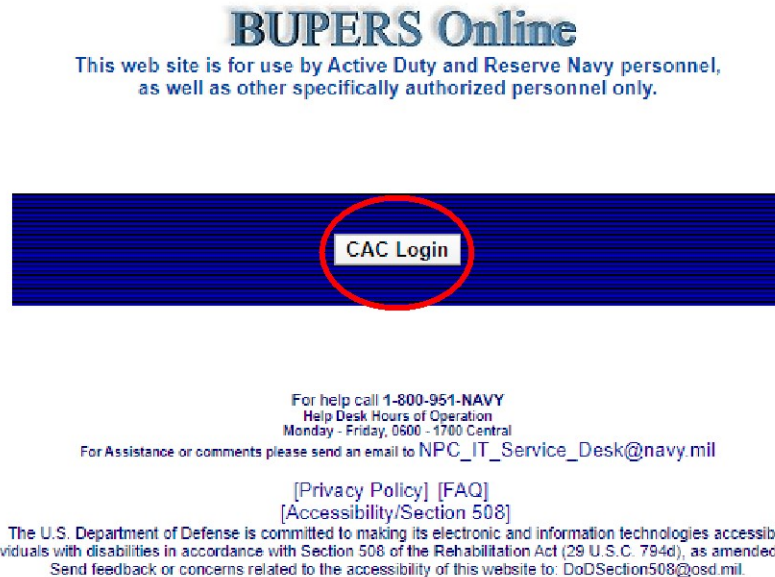 BUPERS Online
This web site is for use by Active Duty and Reserve Navy personnel,
as well as other specifically authorized personnel only.
CAC Login
For help call 1-800-951-NAVY
Help Desk Hours of Operation
Monday - Friday, 0600 - 1700 Central
For Assistance or comments please send an email to NPC_IT_Service_Desk@navy.mil
[Privacy Policy] [FAQ]
[Accessibility/Section 508]
The U.S. Department of Defense is committed to making its electronic and information technologies accessib
viduals with disabilities in accordance with Section 508 of the Rehabilitation Act (29 U.S.C. 794d), as amended
Send feedback or concerns related to the accessibility of this website to: DoDSection508@osd.mil.